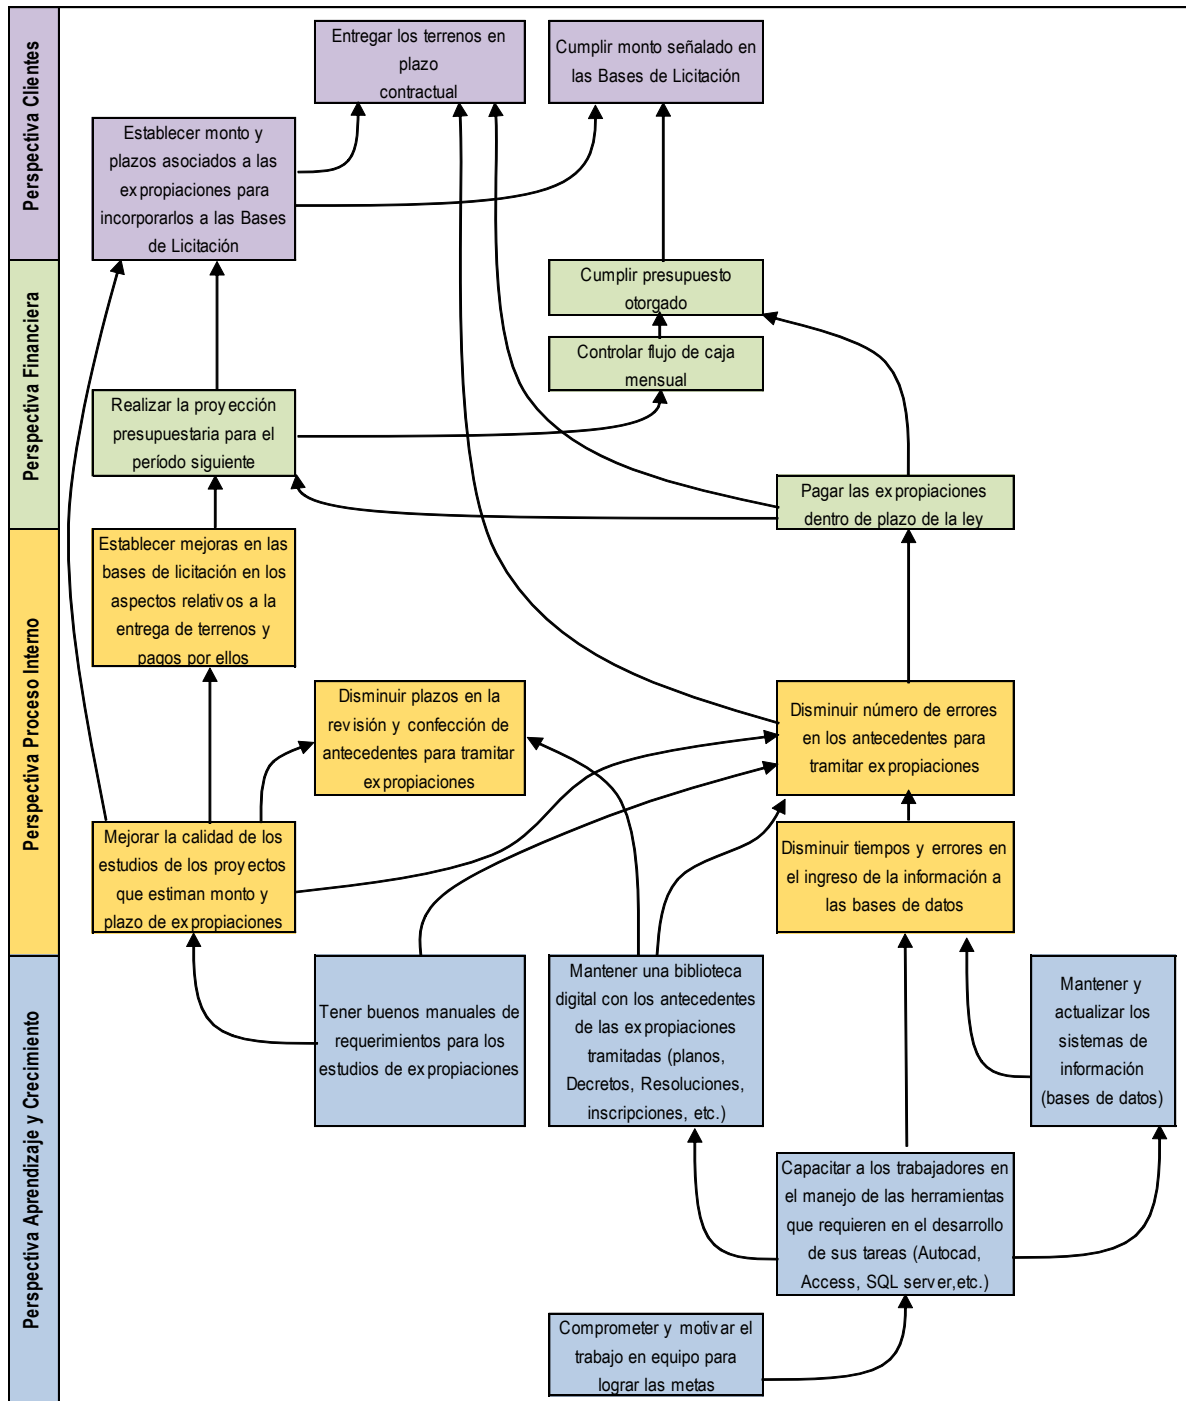 Perspectiva Clientes
Entregar los terrenos en
plazo
contractual
Cumplir monto señalado en
las Bases de Licitación
Establecer monto y
plazos asociados a las
expropiaciones para
incorporarlos a las Bases
de Licitación
Perspectiva Financiera
Cumplir presupuesto
otorgado
Controlar flujo de caja
mensual
Realizar la proyección
presupuestaria para el
período siguiente
Pagar las expropiaciones
dentro de plazo de la ley
Perspectiva Proceso Interno
Establecer mejoras en las
bases de licitación en los
aspectos relativos a la
entrega de terrenos y
pagos por ellos
Disminuir plazos en la
revisión y confección de
antecedentes para tramitar
expropiaciones
Disminuir número de errores
en los antecedentes para
tramitar expropiaciones
Mejorar la calidad de los
estudios de los proyectos
que estiman monto y
plazo de expropiaciones
Disminuir tiempos y errores en
el ingreso de la información a
las bases de datos
Perspectiva Aprendizaje y Crecimiento
Tener buenos manuales de
requerimientos para los
estudios de expropiaciones
Mantener una biblioteca
digital con los antecedentes
de las expropiaciones
tramitadas (planos,
Decretos, Resoluciones,
inscripciones, etc.)
Mantener y
actualizar los
sistemas de
información
(bases de datos)
Capacitar a los trabajadores en
el manejo de las herramientas
que requieren en el desarrollo
de sus tareas (Autocad,
Access, SQL server,etc.)
Comprometer y motivar el
trabajo en equipo para
lograr las metas